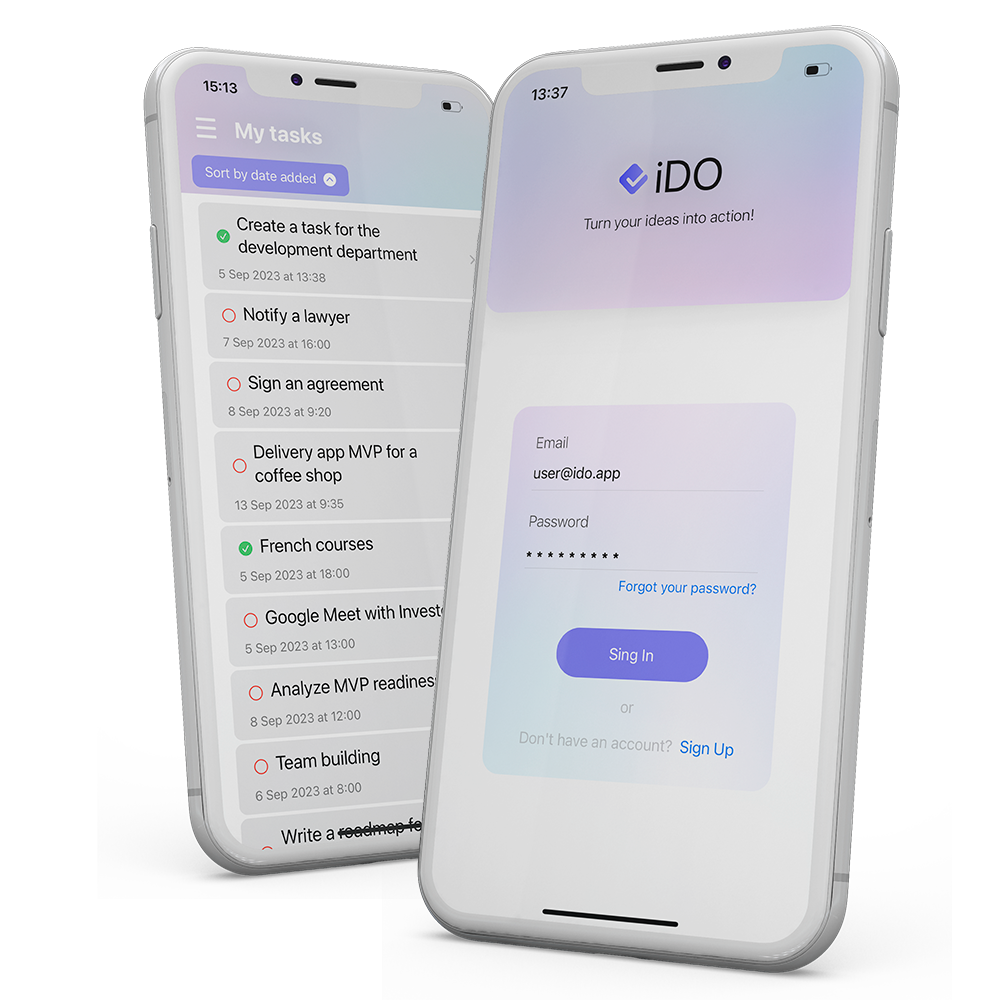 15:13
My tasks
Sort by date added
Create a task for the
development department
5 Sep 2023 at 13:38
Notify a lawyer
7 Sep 2023 at 16:00
Sign an agreement
8 Sep 2023 at 9:20
Delivery app MVP for a
coffee shop
13 Sep 2023 at 9:35
French courses
5 Sep 2023 at 18:00
Google Meet with Invest
5 Sep 2023 at 13:00
Analyze MVP readiness
8 Sep 2023 at 12:00
Team building
6 Sep 2023 at 8:00
Write a roadmap fo
13:37
iDO
Turn your ideas into action!
Email
user@ido.app
Password
* * * * * * * * *
Forgot your password?
Sing In
or
Don't have an account? Sign Up